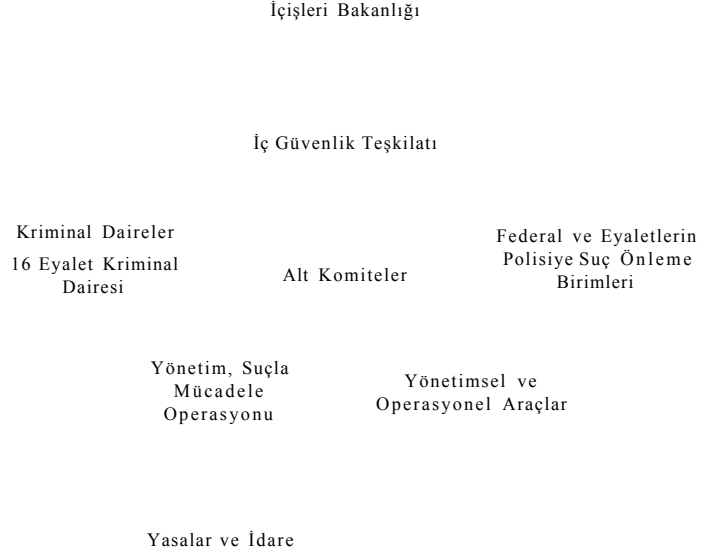 İçişleri Bakanlığı
İç Güvenlik Teşkilatı
Kriminal Daireler
16 Eyalet Kriminal
Dairesi
Alt Komiteler
Federal ve Eyaletlerin
Polisiye Suç Önleme
Birimleri
Yönetim, Suçla
Mücadele
Operasyonu
Yönetimsel ve
Operasyonel Araçlar
Yasalar ve İdare